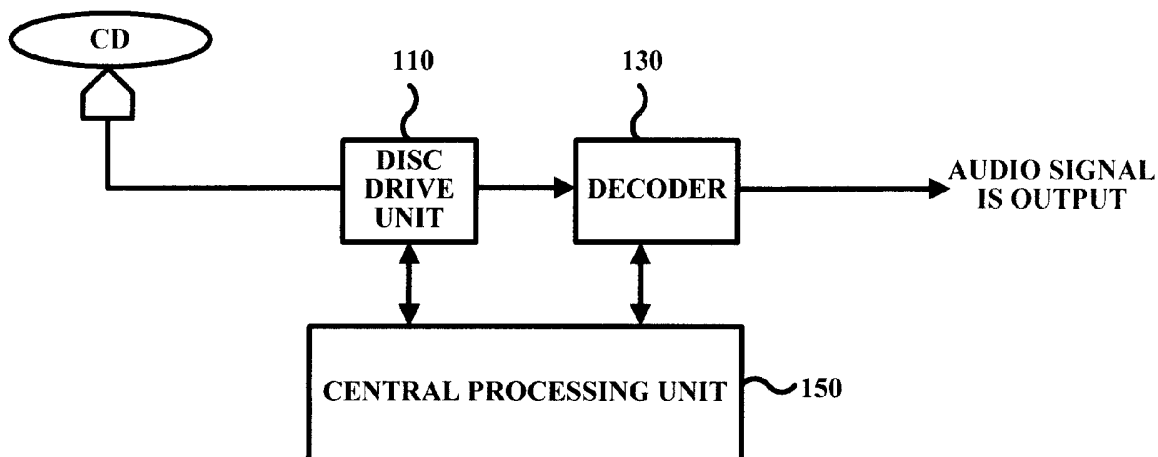 CD
110
130
DISC
DRIVE
UNIT
DECODER
AUDIO SIGNAL
IS OUTPUT
CENTRAL PROCESSING UNIT
150